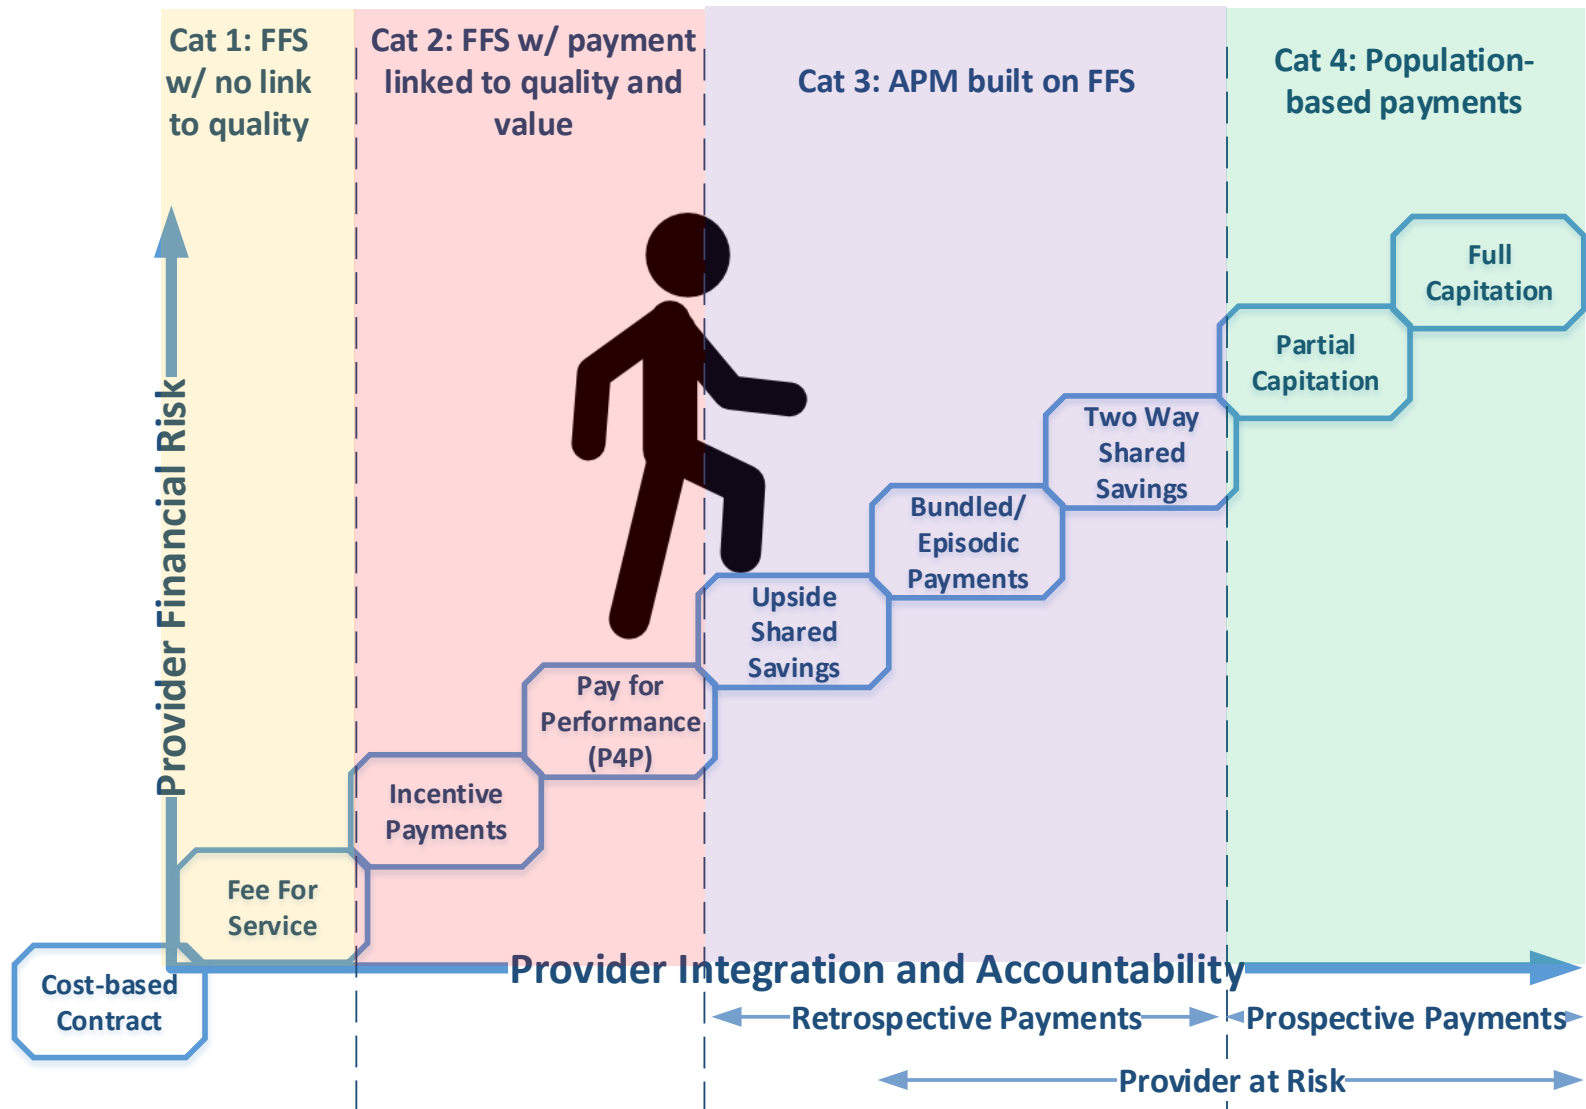 Cat 1: FFS
w/ no link
to quality
Cat 2: FFS w/ payment
linked to quality and
value
Cat 3: APM built on FFS
Cat 4: Population-
based payments
Full
Capitation
Partial
Capitation
Two Way
Shared
Savings
Bundled/
Episodic
Payments
Upside
Shared
Savings
Pay for
Performance
(P4P)
Incentive
Payments
Fee For
Service
Cost-based
Contract
Provider Financial Risk
Provider Integration and Accountability
Retrospective Payments
Prospective Payments
Provider at Risk